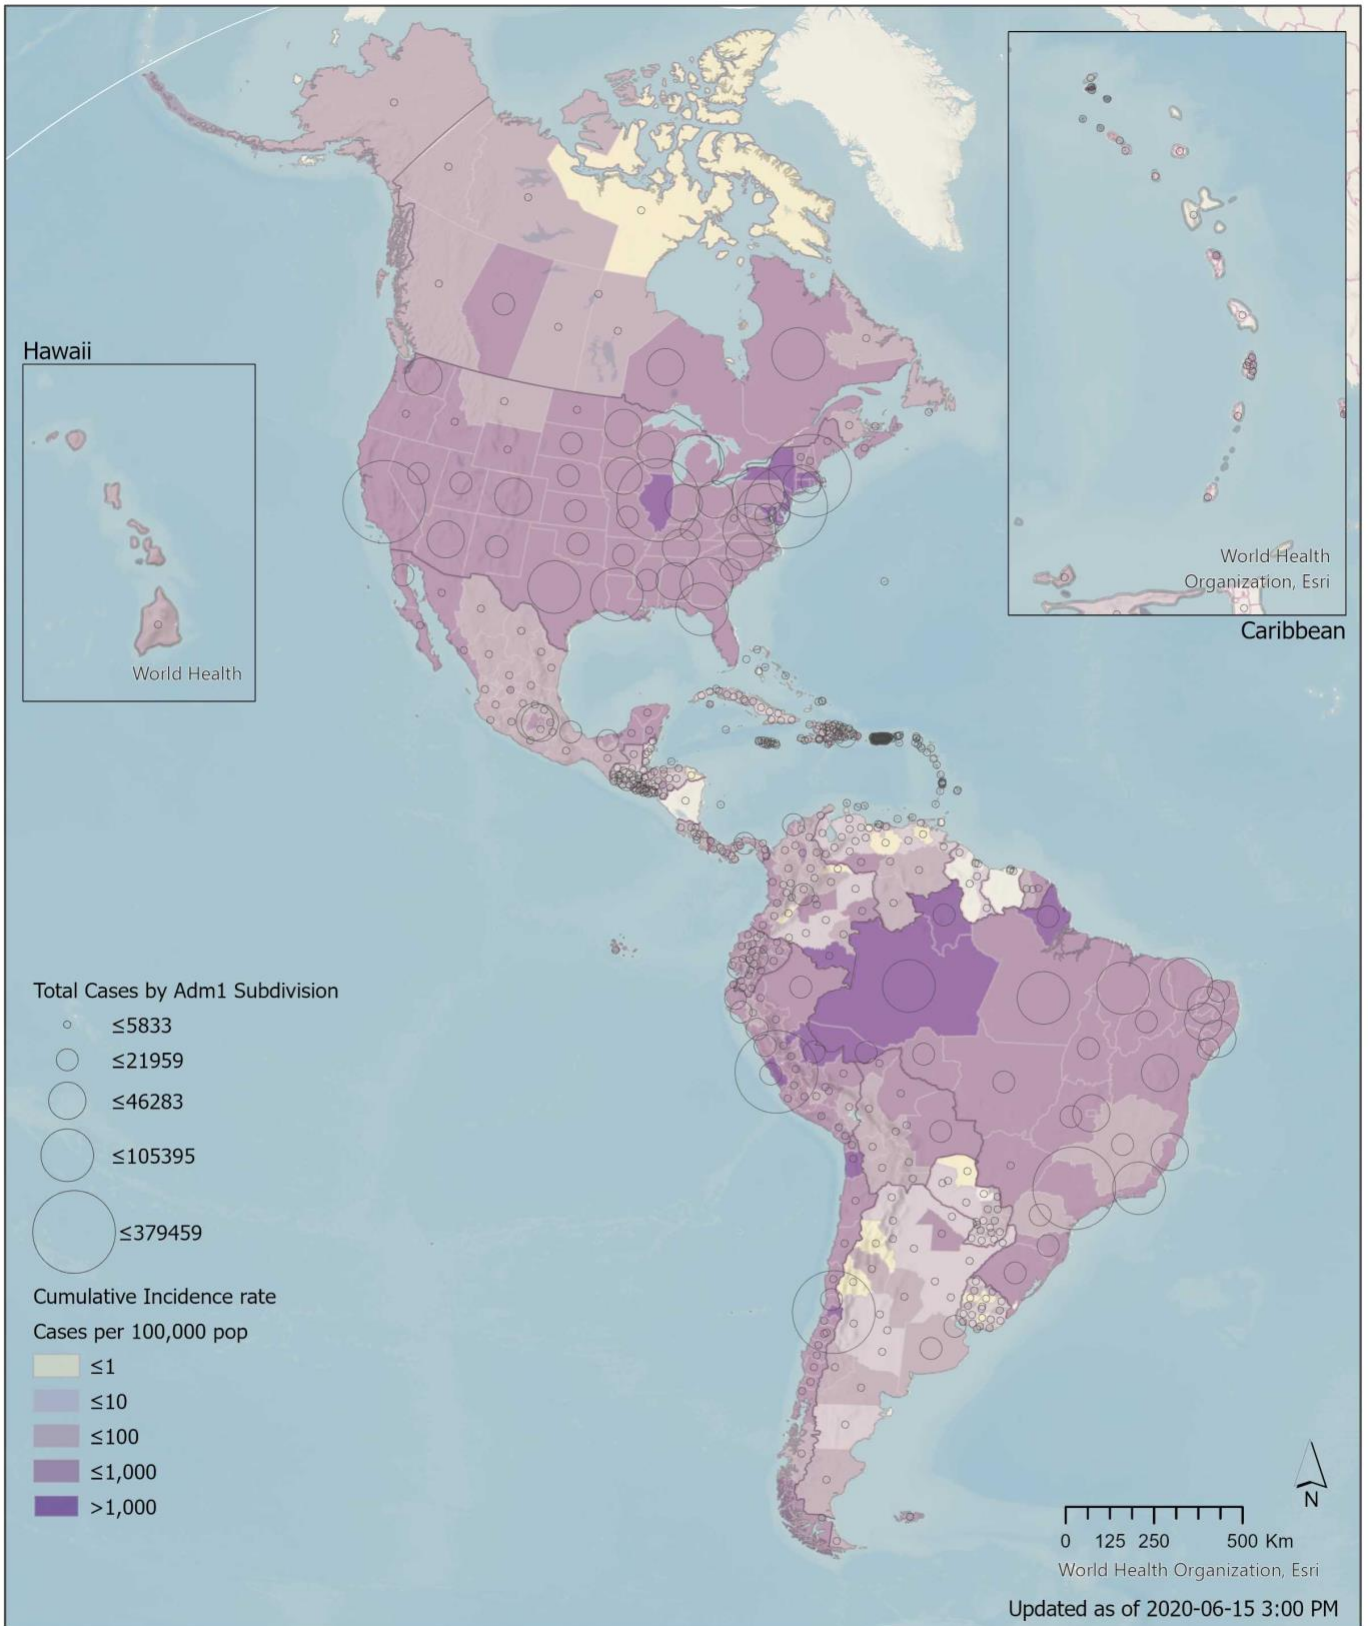 Hawaii
World Health
World Health
Organization, Esri
Caribbean
Total Cases by Adm1 Subdivision
≤5833
≤21959
≤46283
≤105395
≤379459
Cumulative Incidence rate
Cases per 100,000 pop
≤1
≤10
≤100
≤1,000
>1,000
N
0 125 250 500 Km
World Health Organization, Esri
Updated as of 2020-06-15 3:00 PM